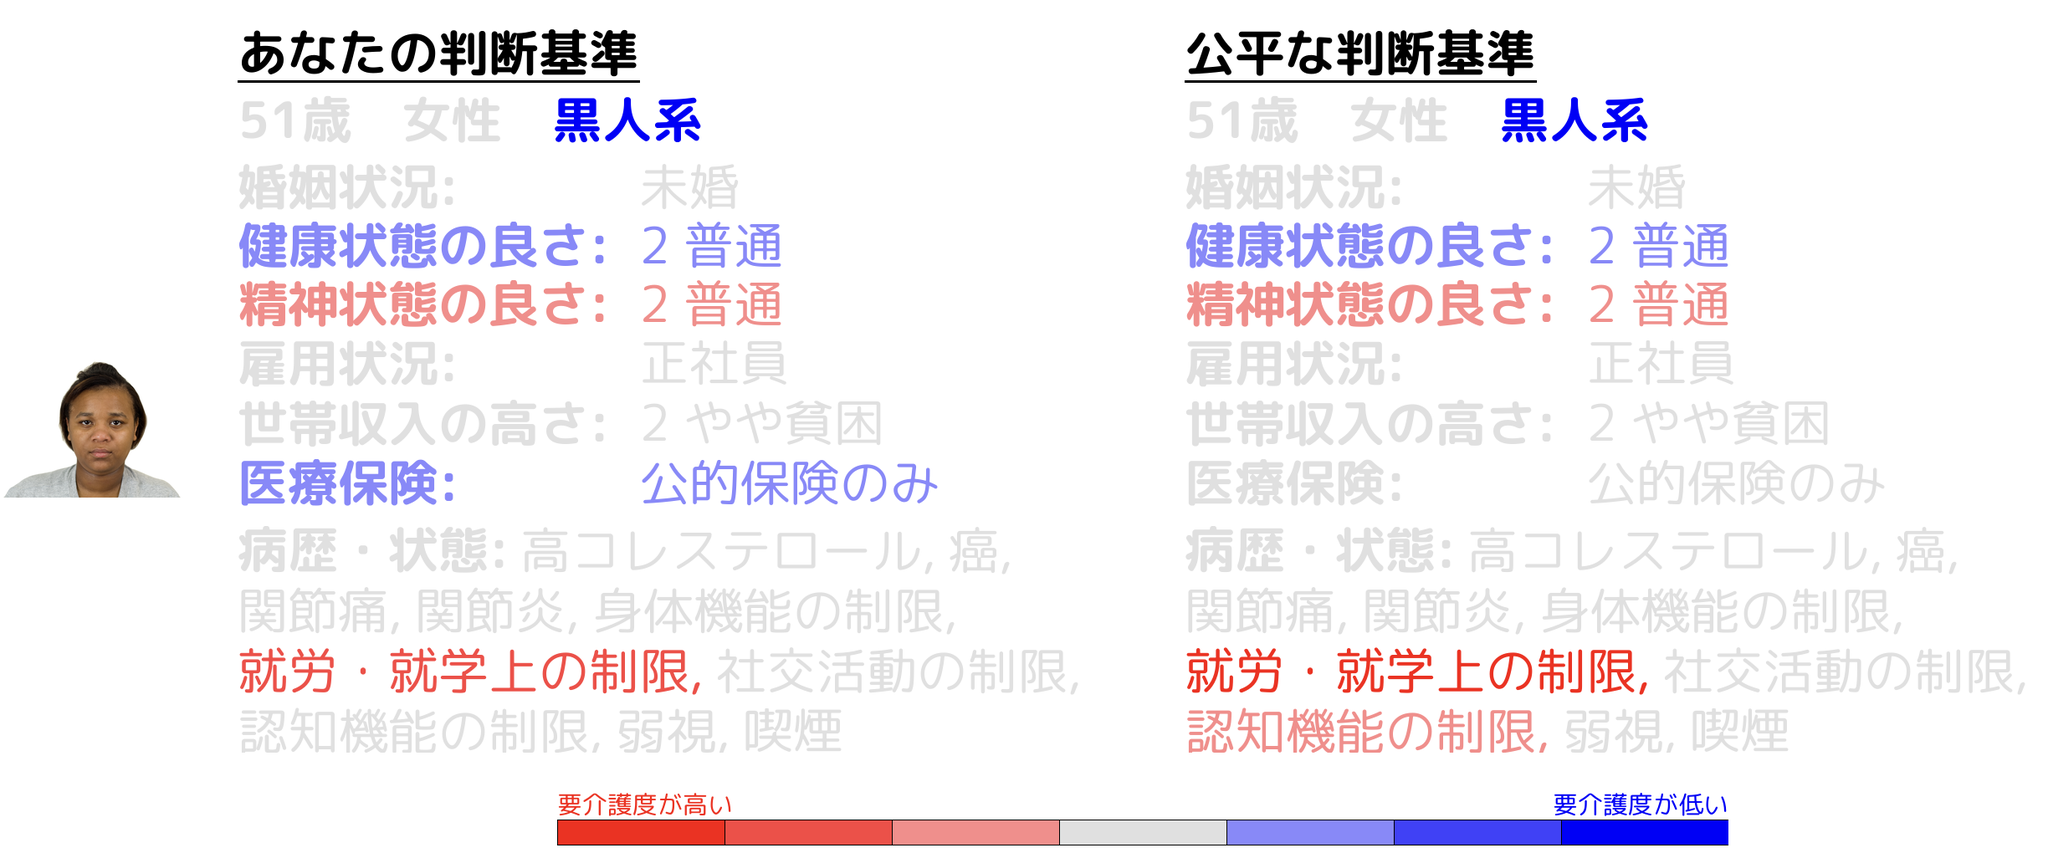 あなたの判断基準
51歳 女性 黒人系
婚姻状況: 未婚
健康状態の良さ: 2 普通
精神状態の良さ: 2 普通
雇用状況: 正社員
世帯収入の高さ: 2 やや貧困
医療保険: 公的保険のみ
病歴・状態: 高コレステロール, 癌,
関節痛, 関節炎, 身体機能の制限,
就労・就学上の制限, 社交活動の制限,
認知機能の制限, 弱視, 喫煙
公平な判断基準
51歳 女性 黒人系
婚姻状況: 未婚
健康状態の良さ: 2 普通
精神状態の良さ: 2 普通
雇用状況: 正社員
世帯収入の高さ: 2 やや貧困
医療保険: 公的保険のみ
病歴・状態: 高コレステロール, 癌,
関節痛, 関節炎, 身体機能の制限,
就労・就学上の制限, 社交活動の制限,
認知機能の制限, 弱視, 喫煙
要介護度が高い
要介護度が低い